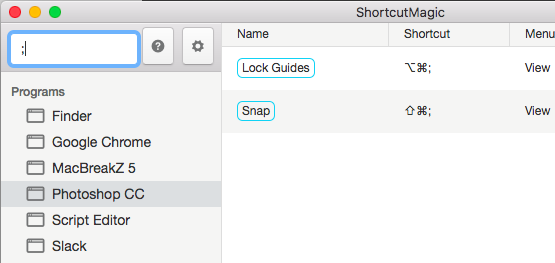 ShortcutMagic
;
?
Name Shortcut Menu
Lock Guides ⌥⌘; View
Snap ⇧⌘; View
Programs
Finder
Google Chrome
MacBreakZ 5
Photoshop CC
Script Editor
Slack